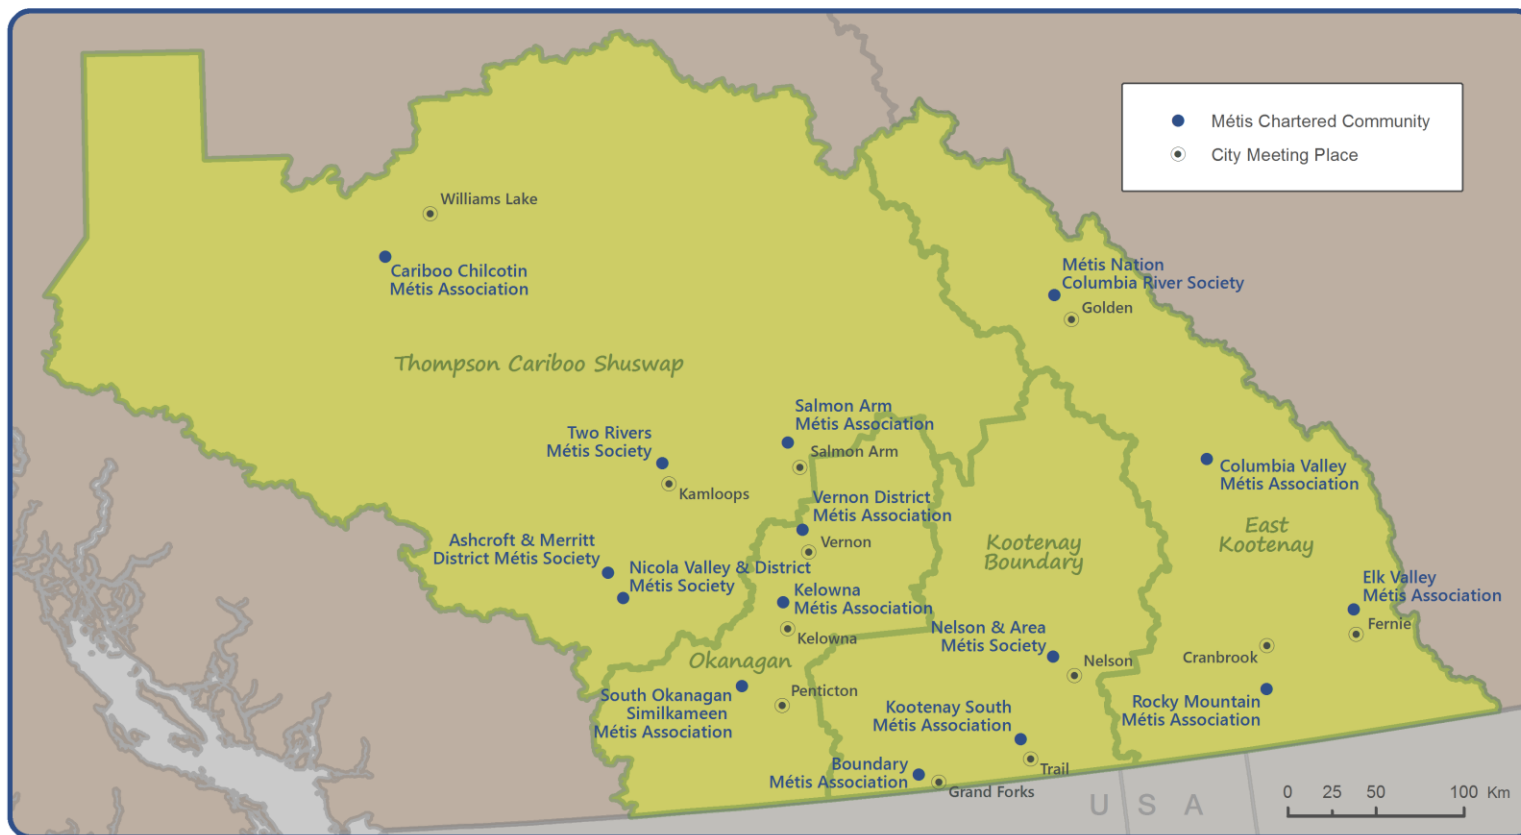 Métis Chartered Community
City Meeting Place
Williams Lake
Cariboo Chilcotin
Métis Association
Métis Nation
Columbia River Society
Golden
Thompson Cariboo Shuswap
Salmon Arm
Métis Association
Salmon Arm
Two Rivers
Métis Society
Kamloops
Columbia Valley
Métis Association
Vernon District
Métis Association
Vernon
East
Kootenay
Kootenay
Boundary
Ashcroft & Merritt
District Métis Society
Nicola Valley & District
Métis Society
Kelowna
Métis Association
Kelowna
Elk Valley
Métis Association
Fernie
Nelson & Area
Métis Society
Nelson
Cranbrook
Okanagan
South Okanagan
Similkameen
Métis Association
Penticton
Rocky Mountain
Métis Association
Kootenay South
Métis Association
Trail
Boundary
Métis Association
Grand Forks
U S A
0 25 50 100 Km